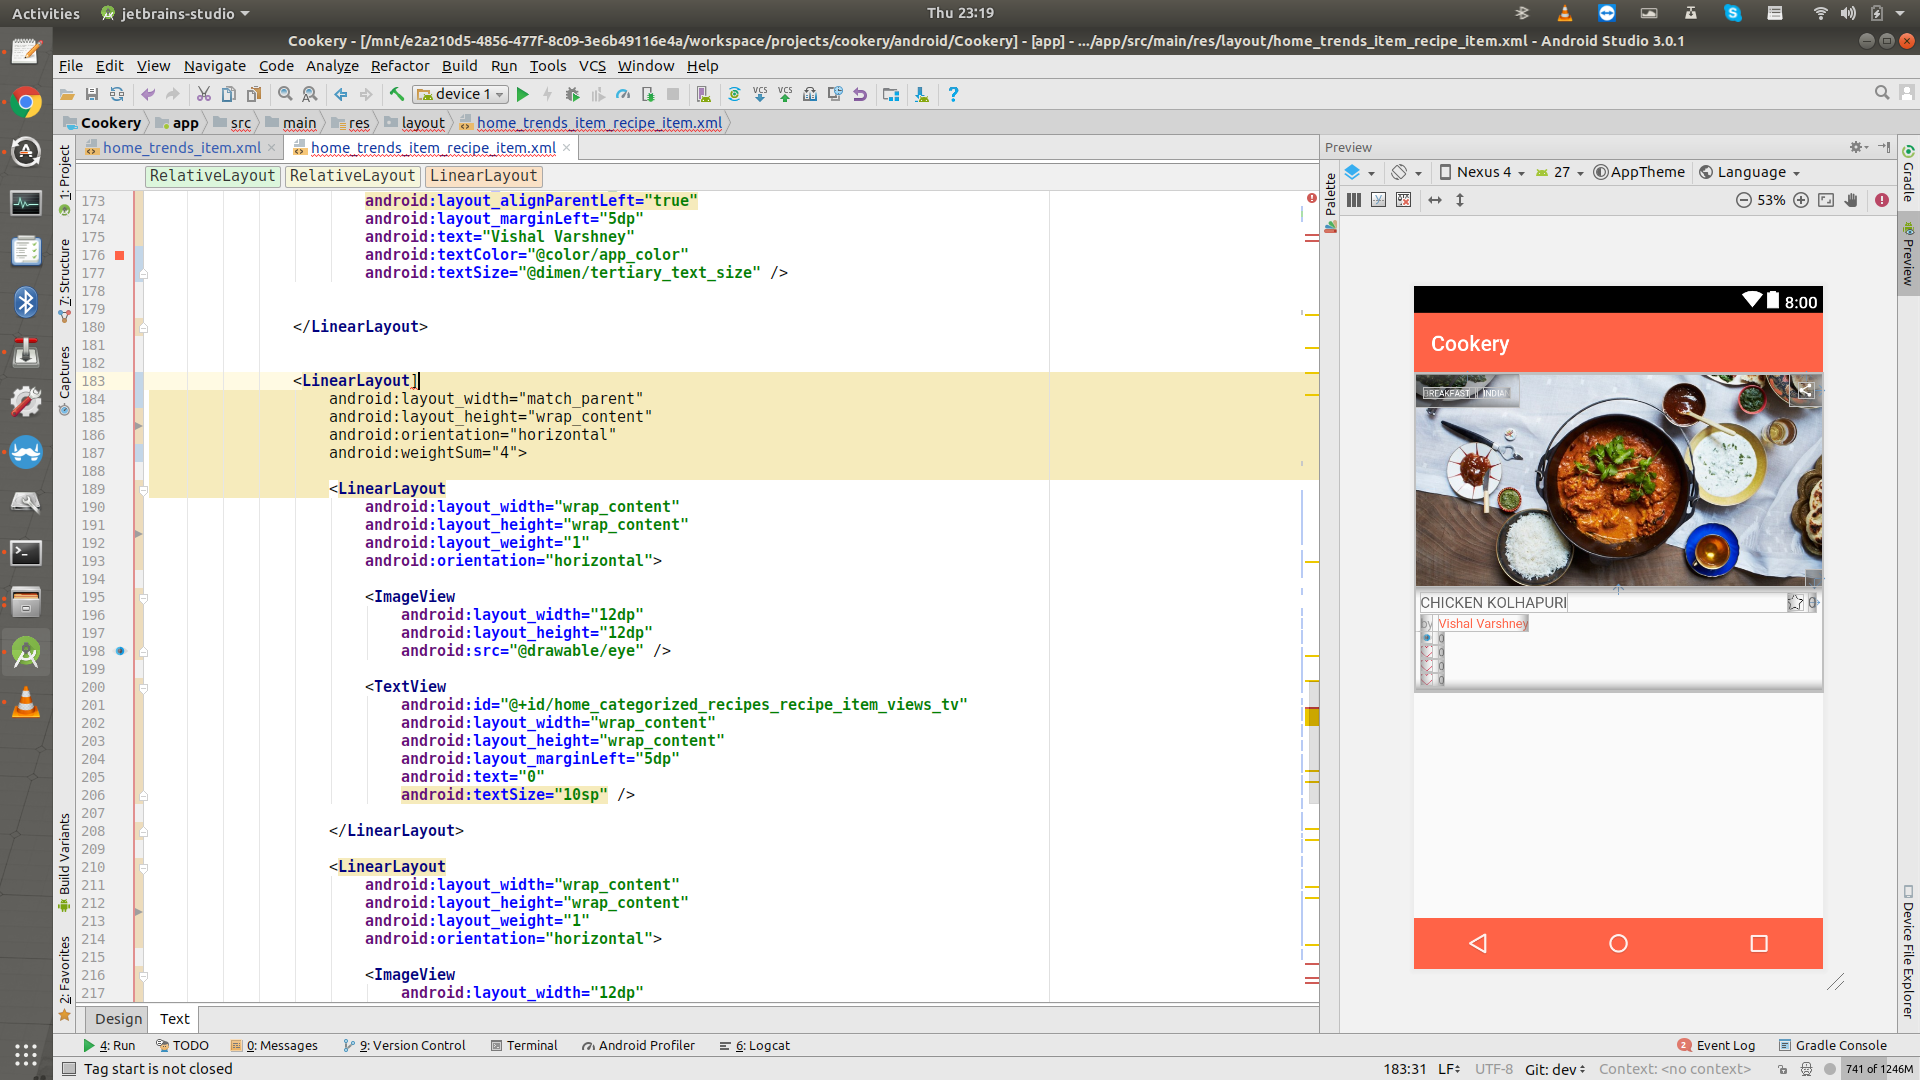 Activities jetbrains-studio Thu 23:19
Cookery - [/mnt/e2a210d5-4856-477f-8c09-3e6b49116e4a/workspace/projects/cookery/android/Cookery] - [app] - .../app/src/main/res/layout/home_trends_item_recipe_item.xml - Android Studio 3.0.1
File Edit View Navigate Code Analyze Refactor Build Run Tools VCS Window Help
device 1 VCS VCS ?
Cookery app src main res layout home_trends_item_recipe_item.xml
home_trends_item.xml home_trends_item_recipe_item.xml
RelativeLayout RelativeLayout LinearLayout
173 android:layout_alignParentLeft="true"
174 android:layout_marginLeft="5dp"
175 android:text="Vishal Varshney"
176 android:textColor="@color/app_color"
177 android:textSize="@dimen/tertiary_text_size" />
178
179
180 </LinearLayout>
181
182
183 <LinearLayout]
184 android:layout_width="match_parent"
185 android:layout_height="wrap_content"
186 android:orientation="horizontal"
187 android:weightSum="4">
188
189 <LinearLayout
190 android:layout_width="wrap_content"
191 android:layout_height="wrap_content"
192 android:layout_weight="1"
193 android:orientation="horizontal">
194
195 <ImageView
196 android:layout_width="12dp"
197 android:layout_height="12dp"
198 android:src="@drawable/eye" />
199
200 <TextView
201 android:id="@+id/home_categorized_recipes_recipe_item_views_tv"
202 android:layout_width="wrap_content"
203 android:layout_height="wrap_content"
204 android:layout_marginLeft="5dp"
205 android:text="0"
206 android:textSize="10sp" />
207
208 </LinearLayout>
209
210 <LinearLayout
211 android:layout_width="wrap_content"
212 android:layout_height="wrap_content"
213 android:layout_weight="1"
214 android:orientation="horizontal">
215
216 <ImageView
217 android:layout_width="12dp"
Design Text
1: Project
7: Structure
Captures
Build Variants
2: Favorites
Preview
Palette
Nexus 4 27 AppTheme Language
53%
8:00
Cookery
BREAKFAST INDIA
CHICKEN KOLHAPURI 0
by Vishal Varshney
0
0
0
0
Gradle
Preview
Device File Explorer
4: Run TODO 0: Messages 9: Version Control Terminal Android Profiler 6: Logcat 2 Event Log Gradle Console
Tag start is not closed 183:31 LF UTF-8 Git: dev Context: <no context> 741 of 1246M